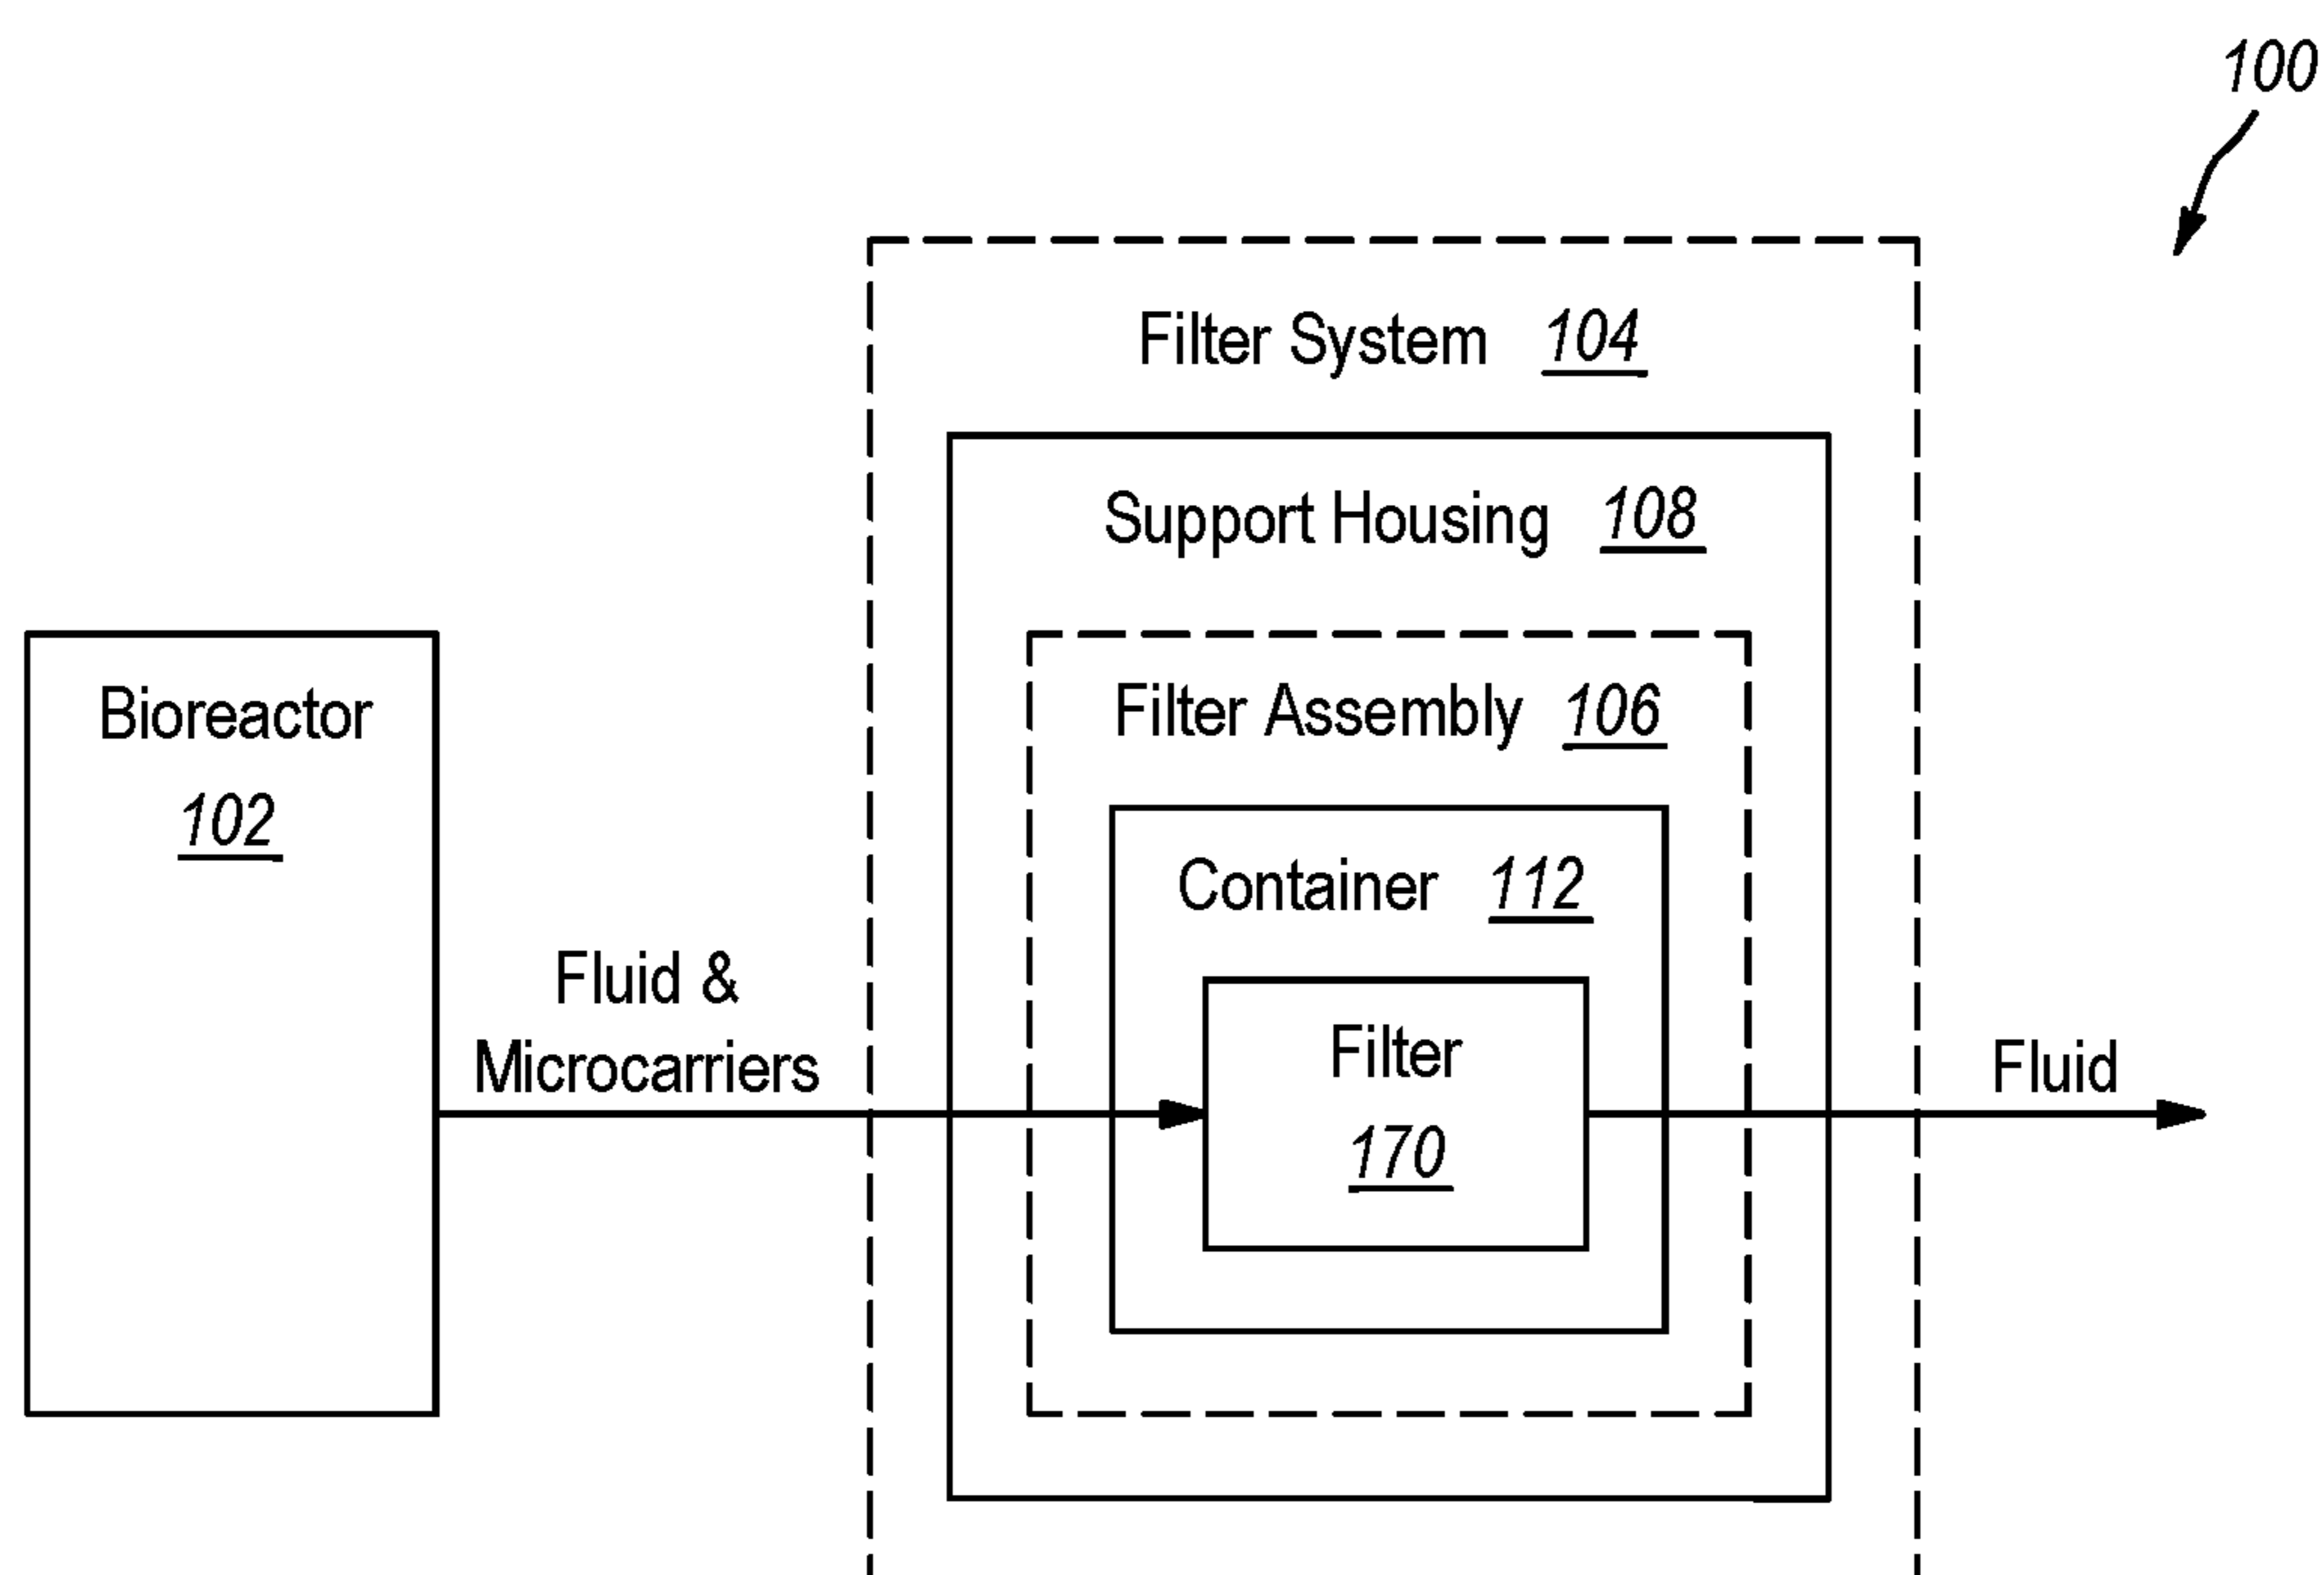 100
Filter System 104
Support Housing 108
Filter Assembly 106
Bioreactor
102
Container 112
Fluid &
Microcarriers
Filter
170
Fluid